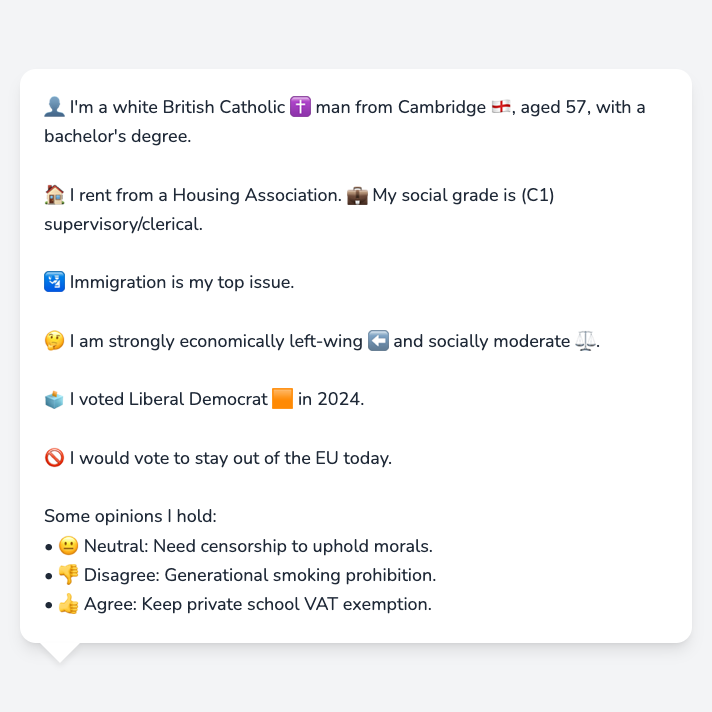 👤 I'm a white British Catholic ✝️ man from Cambridge 🏴󠁧󠁢󠁥󠁮󠁧󠁿, aged 57, with a
bachelor's degree.
🏠 I rent from a Housing Association. 💼 My social grade is (C1)
supervisory/clerical.
🛂 Immigration is my top issue.
🤔 I am strongly economically left-wing ⬅️ and socially moderate ⚖️.
🗳️ I voted Liberal Democrat 🟧 in 2024.
🚫 I would vote to stay out of the EU today.
Some opinions I hold:
• 😐 Neutral: Need censorship to uphold morals.
• 👎 Disagree: Generational smoking prohibition.
• 👍 Agree: Keep private school VAT exemption.